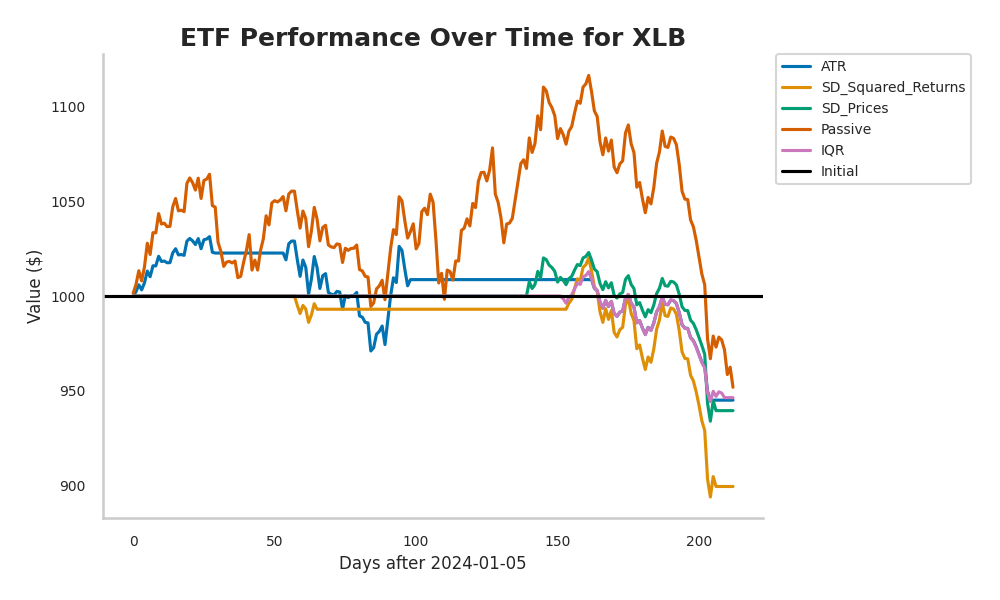 ETF Performance Over Time for XLB
ATR
SD_Squared_Returns
SD_Prices
Passive
IQR
Initial
Value ($)
1100
1050
1000
950
900
0 50 100 150 200
Days after 2024-01-05